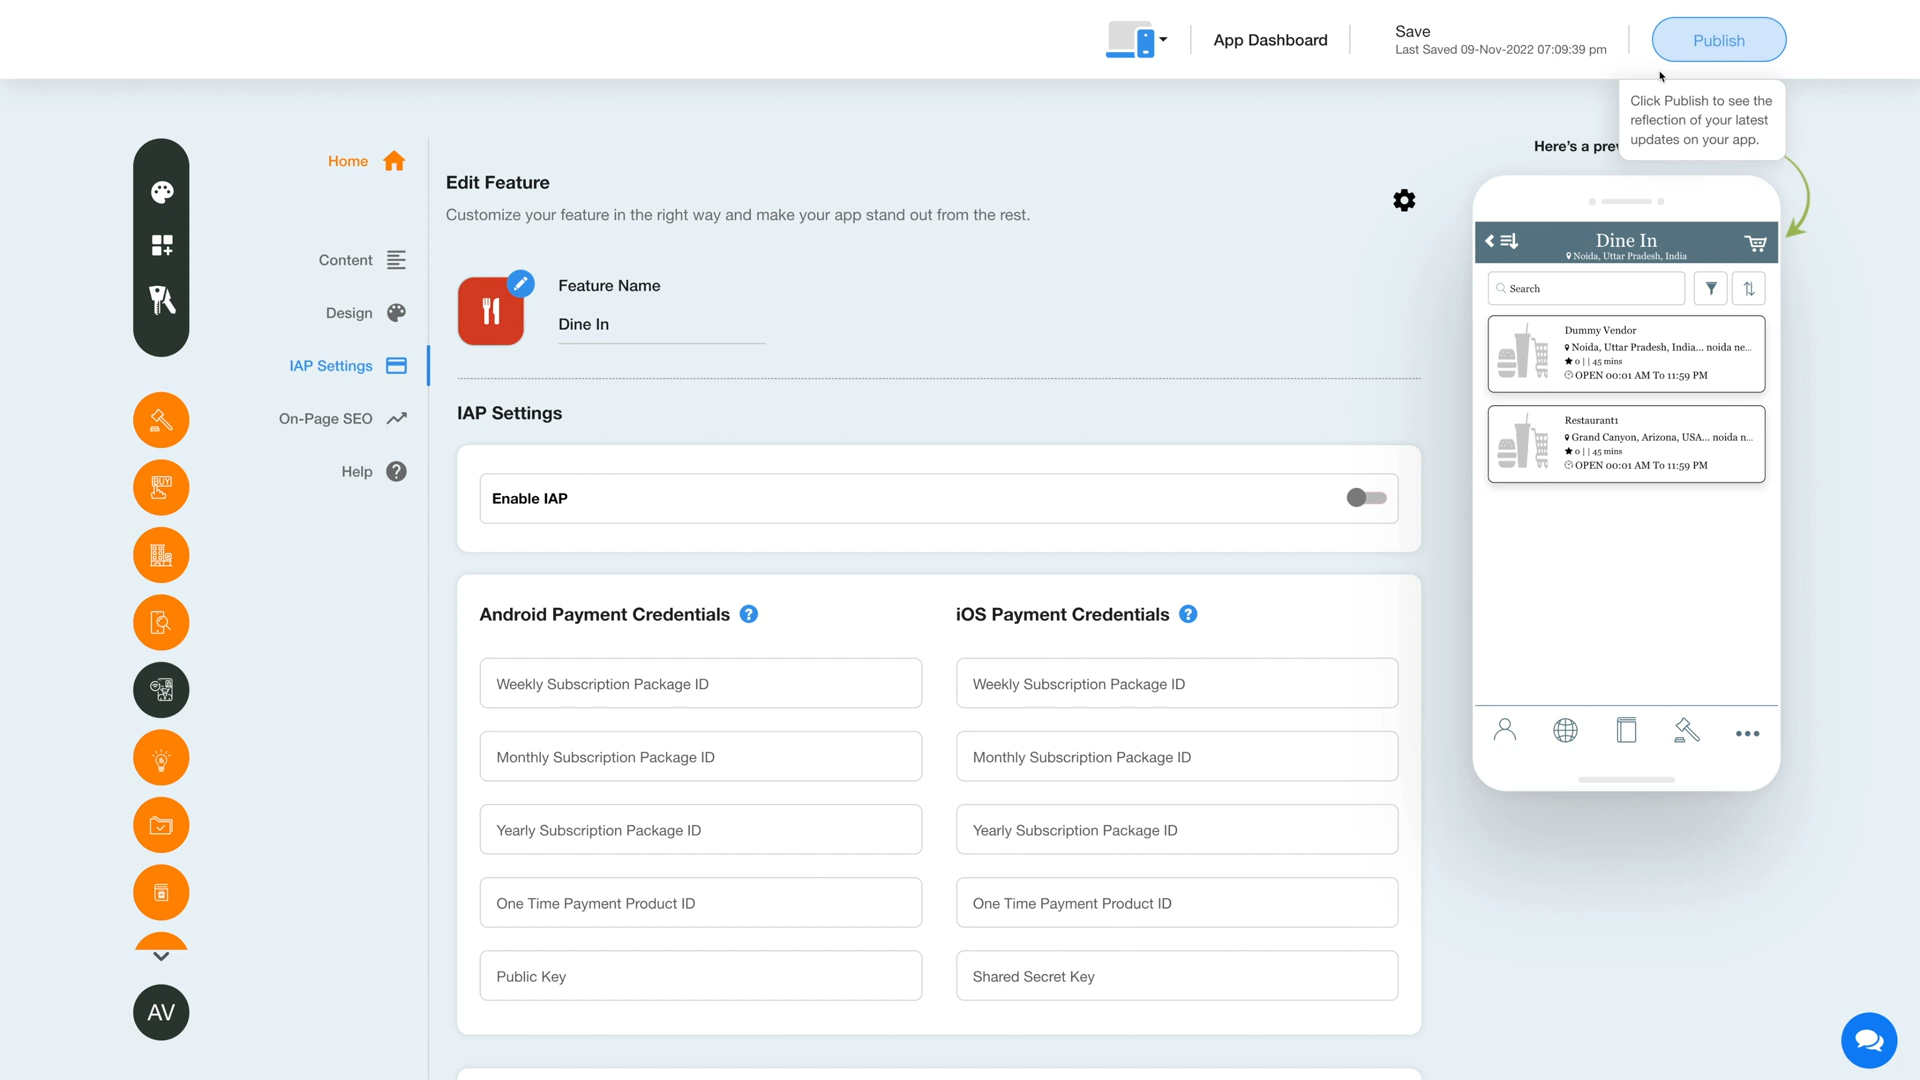 App Dashboard
Save
Last Saved 09-Nov-2022 07:09:39 pm
Publish
Click Publish to see the
reflection of your latest
updates on your app.
Here's a prev
Home
Content
Design
IAP Settings
On-Page SEO
Help
BUY
AV
Edit Feature
Customize your feature in the right way and make your app stand out from the rest.
Feature Name
Dine In
IAP Settings
Enable IAP
Android Payment Credentials ?
Weekly Subscription Package ID
Monthly Subscription Package ID
Yearly Subscription Package ID
One Time Payment Product ID
Public Key
iOS Payment Credentials ?
Weekly Subscription Package ID
Monthly Subscription Package ID
Yearly Subscription Package ID
One Time Payment Product ID
Shared Secret Key
Dine In
Noida, Uttar Pradesh, India
Search
Dummy Vendor
Noida, Uttar Pradesh, India... noida ne...
0 | | 45 mins
OPEN 00:01 AM To 11:59 PM
Restaurant1
Grand Canyon, Arizona, USA... noida n...
0 | | 45 mins
OPEN 00:01 AM To 11:59 PM